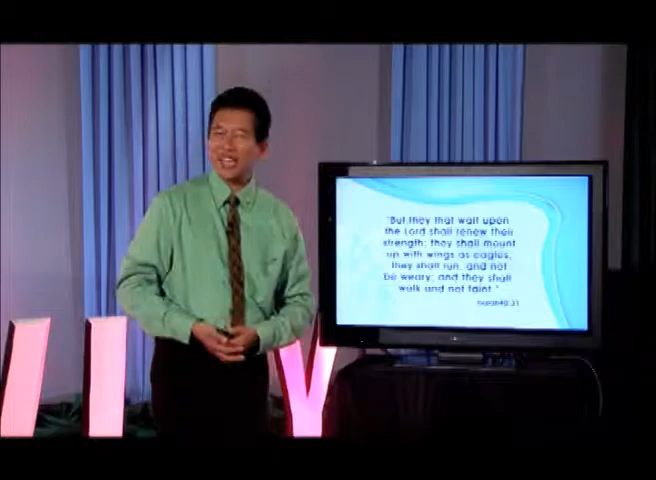 "But they that wait upon
the Lord shall renew their
strength; they shall mount
up with wings as eagles;
they shall run, and not
be weary; and they shall
walk and not faint."
Isaiah 40:31